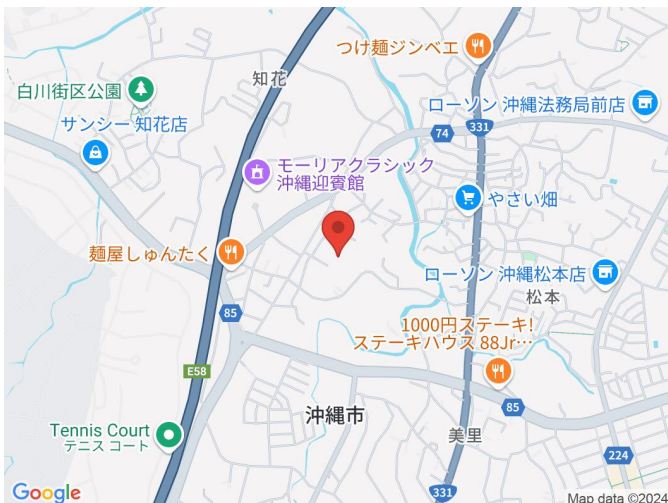 つけ麺ジンベエ
知花
白川街区公園
ローソン 沖縄法務局前店
サンシー 知花店
74
331
モーリアクラシック
沖縄迎賓館
やさい畑
麺屋しゅんたく
ローソン 沖縄松本店
松本
85
1000円ステーキ!
ステーキハウス 88Jr…
E58
85
沖縄市
Tennis Court
テニス コート
美里
224
331
Google
Map data ©2024